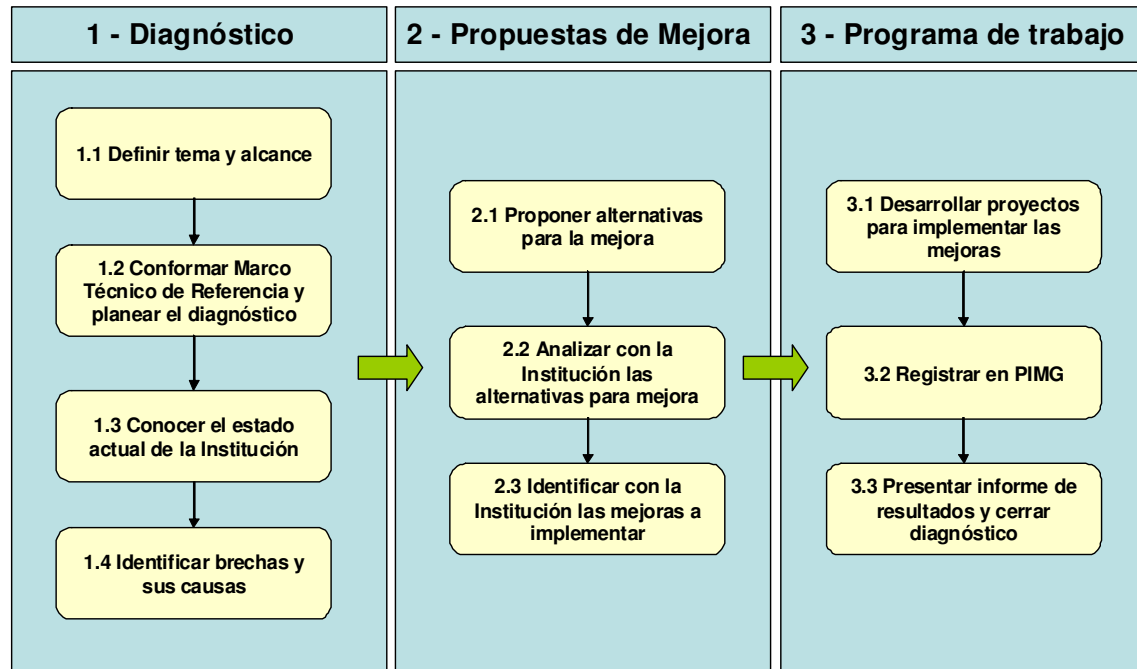 1 - Diagnóstico
2 - Propuestas de Mejora
3 - Programa de trabajo
1.1 Definir tema y alcance
1.2 Conformar Marco
Técnico de Referencia y
planear el diagnóstico
1.3 Conocer el estado
actual de la Institución
1.4 Identificar brechas y
sus causas
2.1 Proponer alternativas
para la mejora
2.2 Analizar con la
Institución las
alternativas para mejora
2.3 Identificar con la
Institución las mejoras a
implementar
3.1 Desarrollar proyectos
para implementar las
mejoras
3.2 Registrar en PIMG
3.3 Presentar informe de
resultados y cerrar
diagnóstico